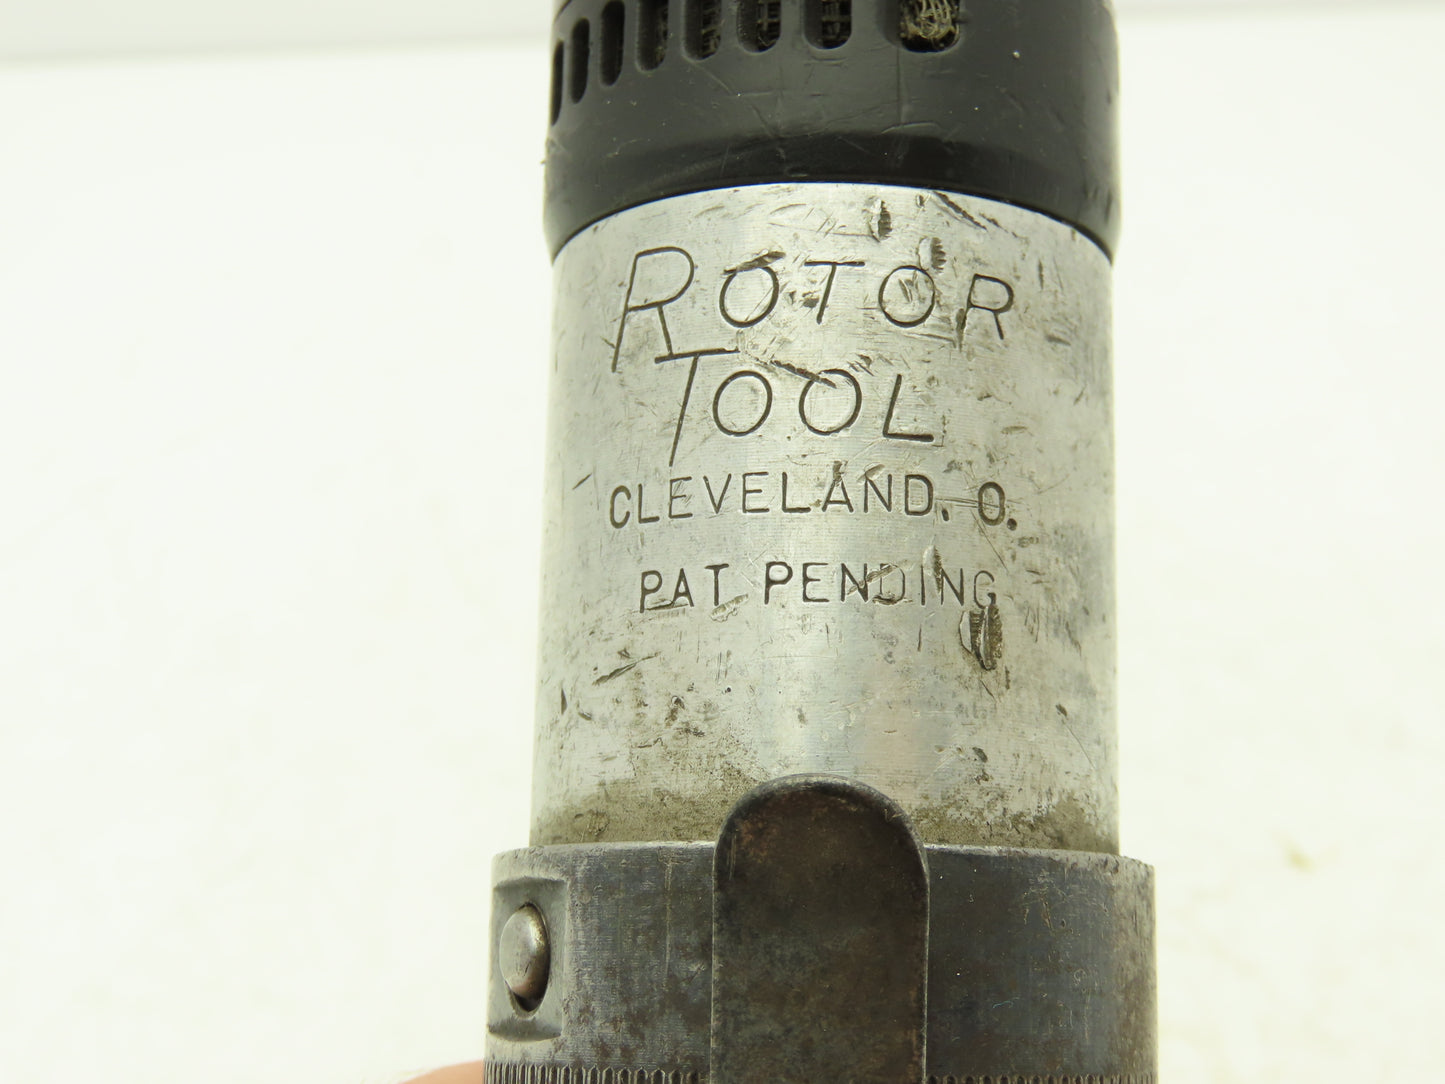 ROTOR
TOOL
CLEVELAND. O.
PAT PENDING